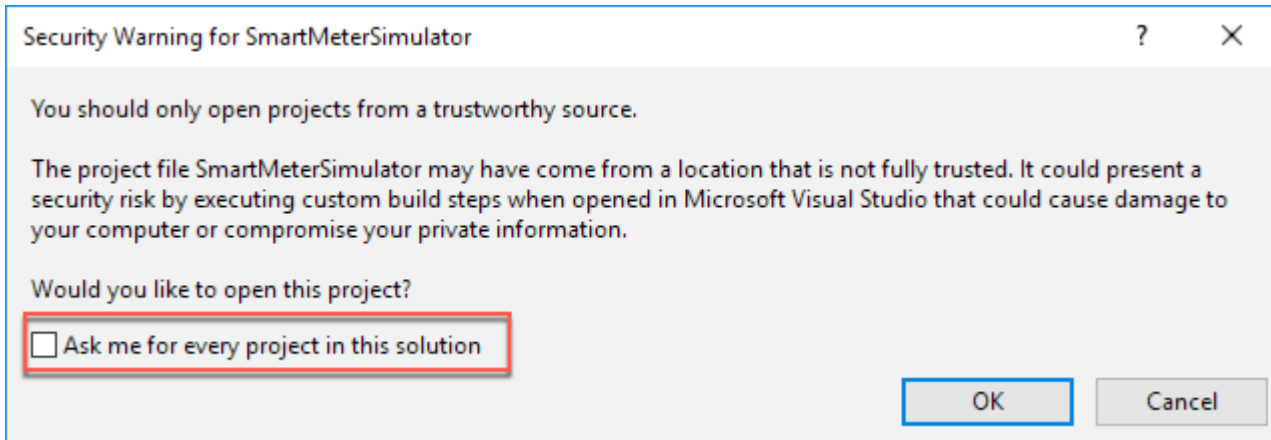 Security Warning for SmartMeterSimulator ? ×
You should only open projects from a trustworthy source.
The project file SmartMeterSimulator may have come from a location that is not fully trusted. It could present a
security risk by executing custom build steps when opened in Microsoft Visual Studio that could cause damage to
your computer or compromise your private information.
Would you like to open this project?
Ask me for every project in this solution
OK Cancel